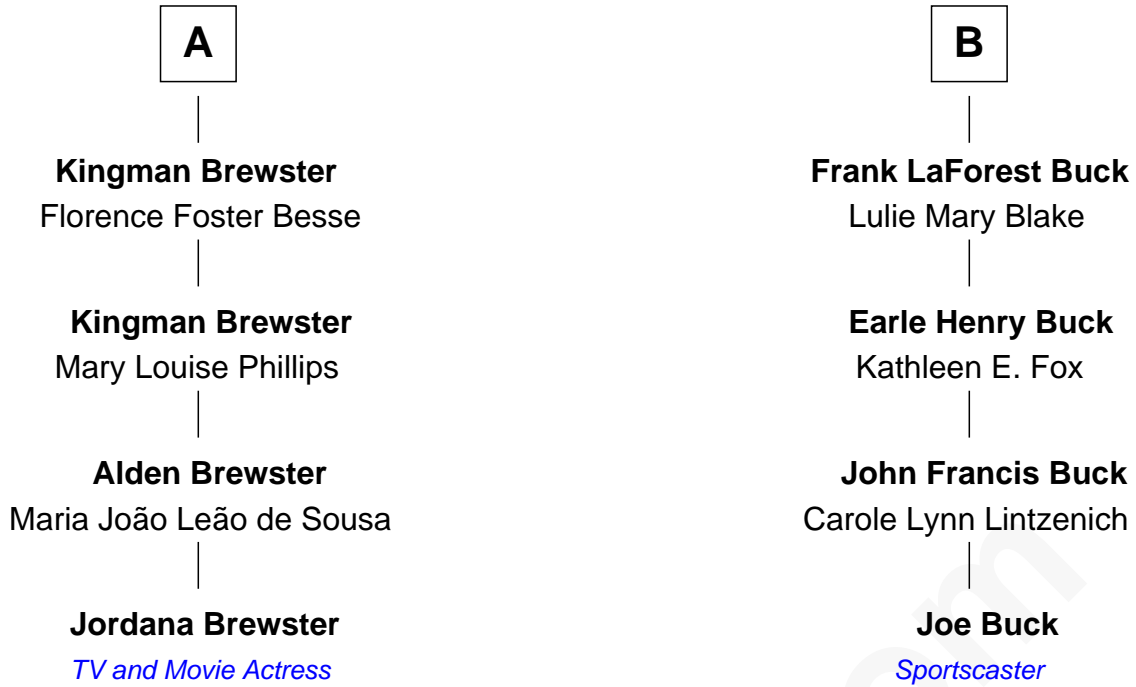 A
Kingman Brewster
Florence Foster Besse
Kingman Brewster
Mary Louise Phillips
Alden Brewster
Maria João Leão de Sousa
Jordana Brewster
TV and Movie Actress
B
Frank LaForest Buck
Lulie Mary Blake
Earle Henry Buck
Kathleen E. Fox
John Francis Buck
Carole Lynn Lintzenich
Joe Buck
Sportscaster